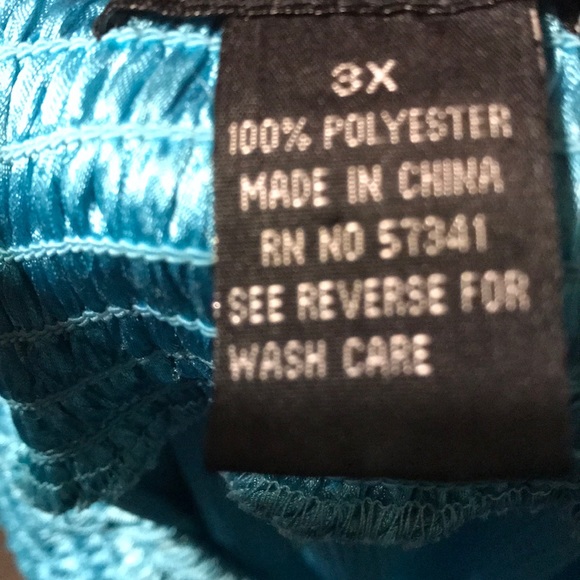 3X
100% POLYESTER
MADE IN CHINA
RN NO 57341
SEE REVERSE FOR
WASH CARE